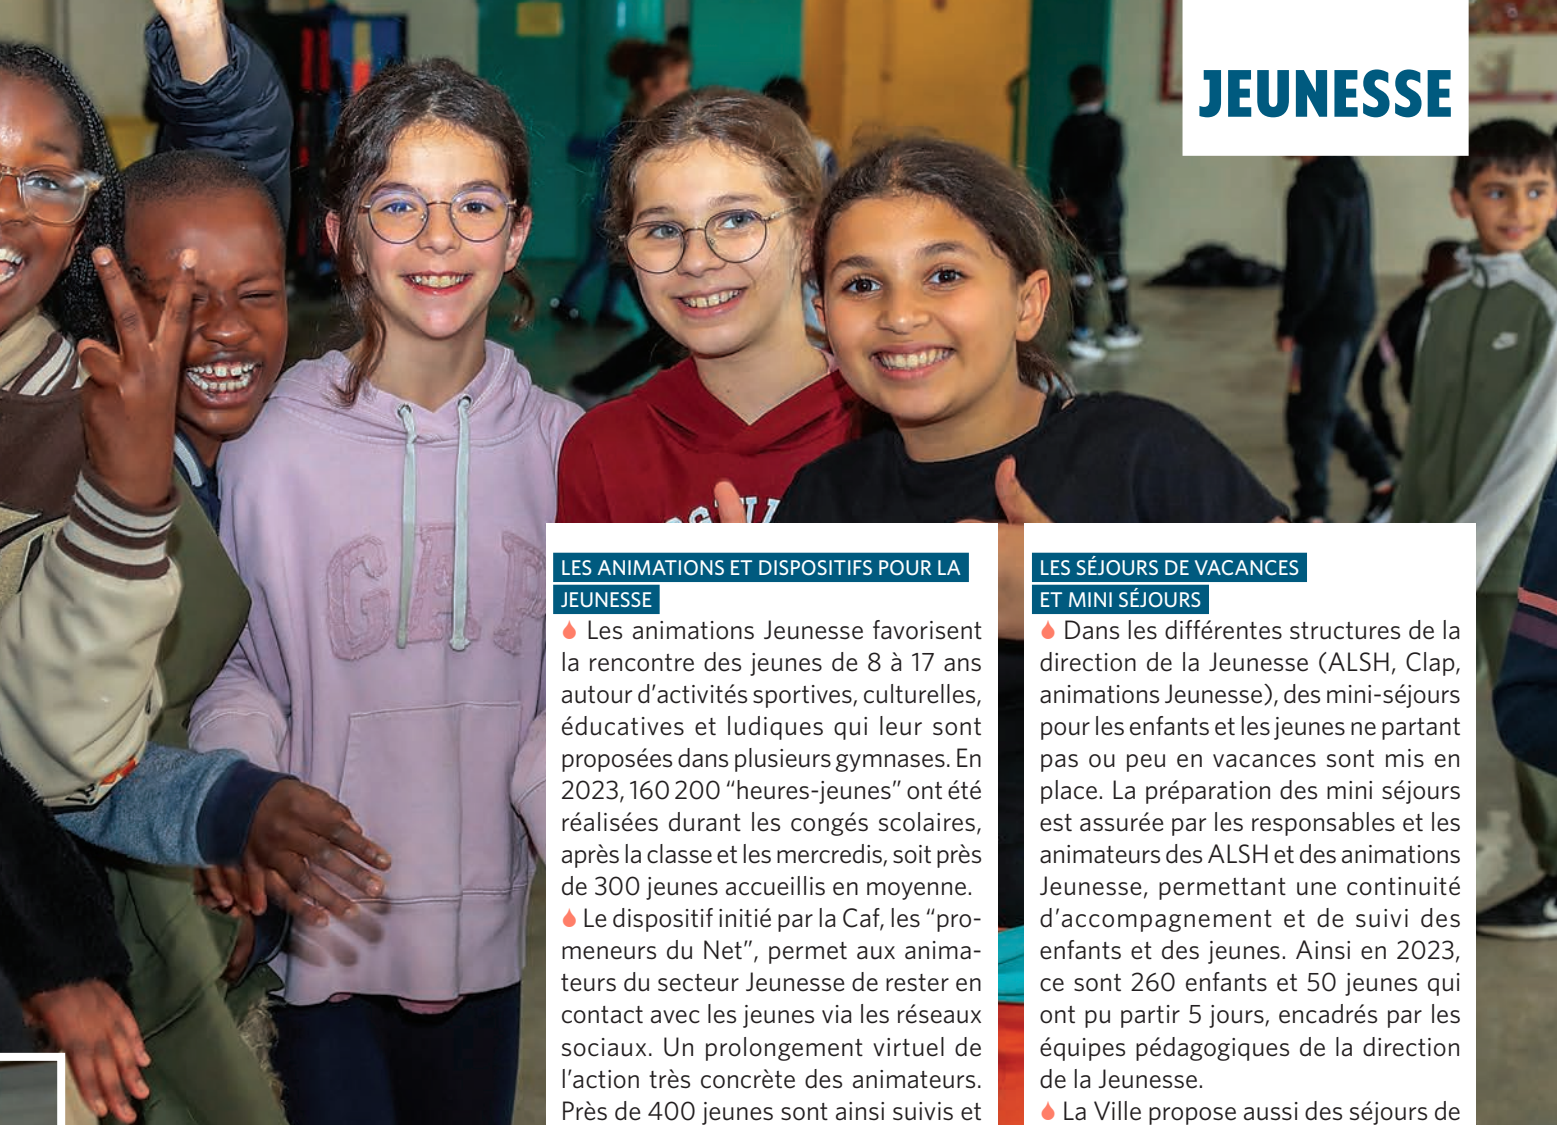 JEUNESSE
GAP
LES ANIMATIONS ET DISPOSITIFS POUR LA
JEUNESSE
Les animations Jeunesse favorisent
la rencontre des jeunes de 8 à 17 ans
autour d’activités sportives, culturelles,
éducatives et ludiques qui leur sont
proposées dans plusieurs gymnases. En
2023, 160 200 “heures-jeunes” ont été
réalisées durant les congés scolaires,
après la classe et les mercredis, soit près
de 300 jeunes accueillis en moyenne.
Le dispositif initié par la Caf, les “pro-
meneurs du Net”, permet aux anima-
teurs du secteur Jeunesse de rester en
contact avec les jeunes via les réseaux
sociaux. Un prolongement virtuel de
l’action très concrète des animateurs.
Près de 400 jeunes sont ainsi suivis et
LES SÉJOURS DE VACANCES
ET MINI SÉJOURS
Dans les différentes structures de la
direction de la Jeunesse (ALSH, Clap,
animations Jeunesse), des mini-séjours
pour les enfants et les jeunes ne partant
pas ou peu en vacances sont mis en
place. La préparation des mini séjours
est assurée par les responsables et les
animateurs des ALSH et des animations
Jeunesse, permettant une continuité
d’accompagnement et de suivi des
enfants et des jeunes. Ainsi en 2023,
ce sont 260 enfants et 50 jeunes qui
ont pu partir 5 jours, encadrés par les
équipes pédagogiques de la direction
de la Jeunesse.
La Ville propose aussi des séjours de